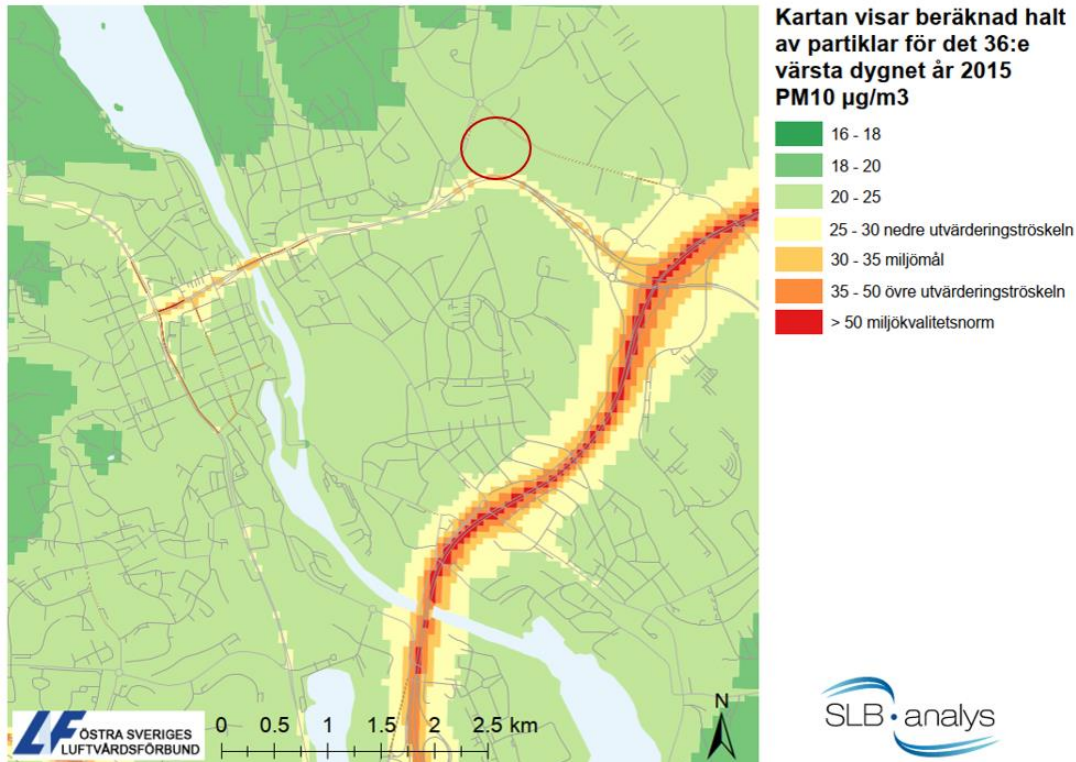 Kartan visar beräknad halt
av partiklar för det 36:e
värsta dygnet år 2015
PM10 µg/m3
16 - 18
18 - 20
20 - 25
25 - 30 nedre utvärderingströskeln
30 - 35 miljömål
35 - 50 övre utvärderingströskeln
> 50 miljökvalitetsnorm
N
0 0.5 1 1.5 2 2.5 km
LF ÖSTRA SVERIGES
LUFTVÅRDSFÖRBUND
SLB·analys